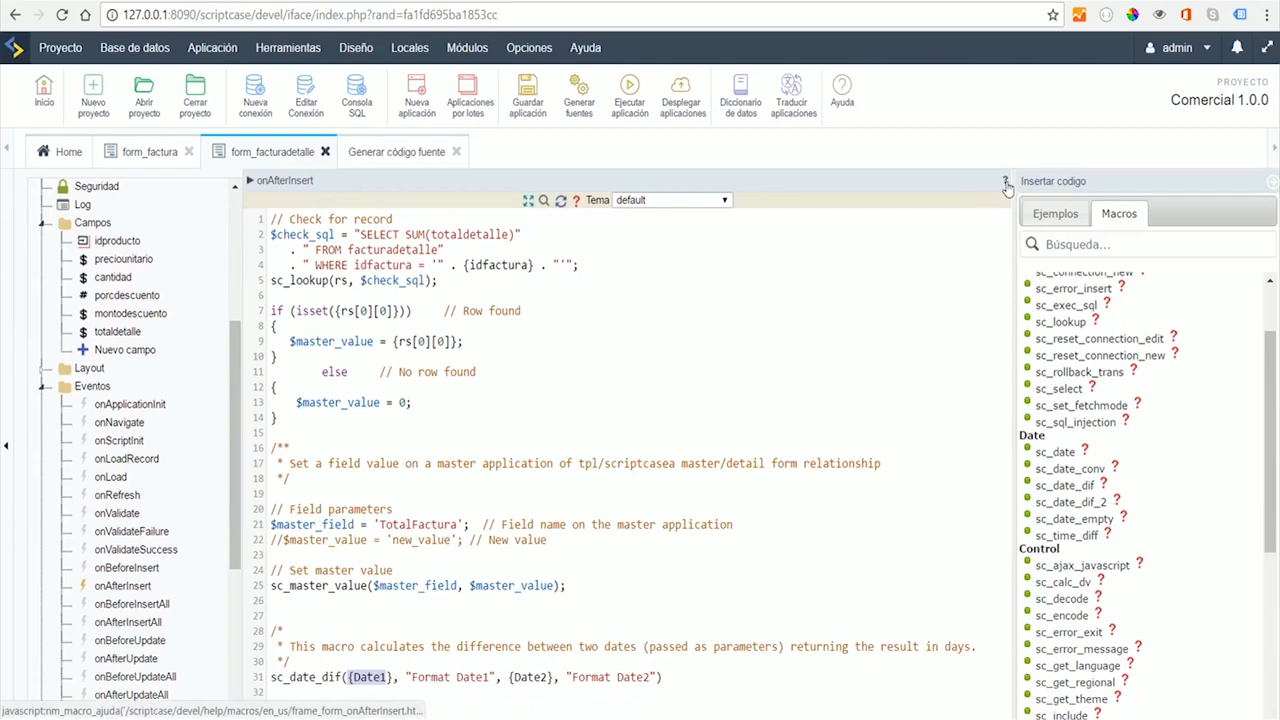 127.0.0.1:8090/scriptcase/devel/iface/index.php?rand=fa1fd695ba1853cc
Proyecto Base de datos Aplicación Herramientas Diseño Locales Módulos Opciones Ayuda admin
Inicio
Nuevo proyecto
Abrir proyecto
Cerrar proyecto
Nueva conexión
Editar Conexión
Consola SQL
Nueva aplicación
Aplicaciones por lotes
Guardar aplicación
Generar fuentes
Ejecutar aplicación
Desplegar aplicaciones
Diccionario de datos
Traducir aplicaciones
Ayuda
PROYECTO
Comercial 1.0.0
Home form_factura form_facturadetalle Generar código fuente
Seguridad
Log
Campos
idproducto
preciounitario
cantidad
porcdescuento
montodescuento
totaldetalle
Nuevo campo
Layout
Eventos
onApplicationInit
onNavigate
onScriptInit
onLoadRecord
onLoad
onRefresh
onValidate
onValidateFailure
onValidateSuccess
onBeforeInsert
onAfterInsert
onBeforeInsertAll
onAfterInsertAll
onBeforeUpdate
onAfterUpdate
onBeforeUpdateAll
onAfterUpdateAll
onAfterInsert ?
? Tema default
1 // Check for record
2 $check_sql = "SELECT SUM(totaldetalle)"
3 . " FROM facturadetalle"
4 . " WHERE idfactura = '" . {idfactura} . "'";
5 sc_lookup(rs, $check_sql);
6
7 if (isset({rs[0][0]})) // Row found
8 {
9 $master_value = {rs[0][0]};
10 }
11 else // No row found
12 {
13 $master_value = 0;
14 }
15
16 /**
17 * Set a field value on a master application of tpl/scriptcasea master/detail form relationship
18 */
19
20 // Field parameters
21 $master_field = 'TotalFactura'; // Field name on the master application
22 //$master_value = 'new_value'; // New value
23
24 // Set master value
25 sc_master_value($master_field, $master_value);
26
27
28 /*
29 * This macro calculates the difference between two dates (passed as parameters) returning the result in days.
30 */
31 sc_date_dif({Date1}, "Format Date1", {Date2}, "Format Date2")
32
Insertar codigo
Ejemplos Macros
Búsqueda...
sc_connection_new ?
sc_error_insert ?
sc_exec_sql ?
sc_lookup ?
sc_reset_connection_edit ?
sc_reset_connection_new ?
sc_rollback_trans ?
sc_select ?
sc_set_fetchmode ?
sc_sql_injection ?
Date
sc_date ?
sc_date_conv ?
sc_date_dif ?
sc_date_dif_2 ?
sc_date_empty ?
sc_time_diff ?
Control
sc_ajax_javascript ?
sc_calc_dv ?
sc_decode ?
sc_encode ?
sc_error_exit ?
sc_error_message ?
sc_get_language ?
sc_get_regional ?
sc_get_theme ?
sc_include ?
javascript:nm_macro_ajuda('/scriptcase/devel/help/macros/en_us/frame_form_onAfterInsert.ht...